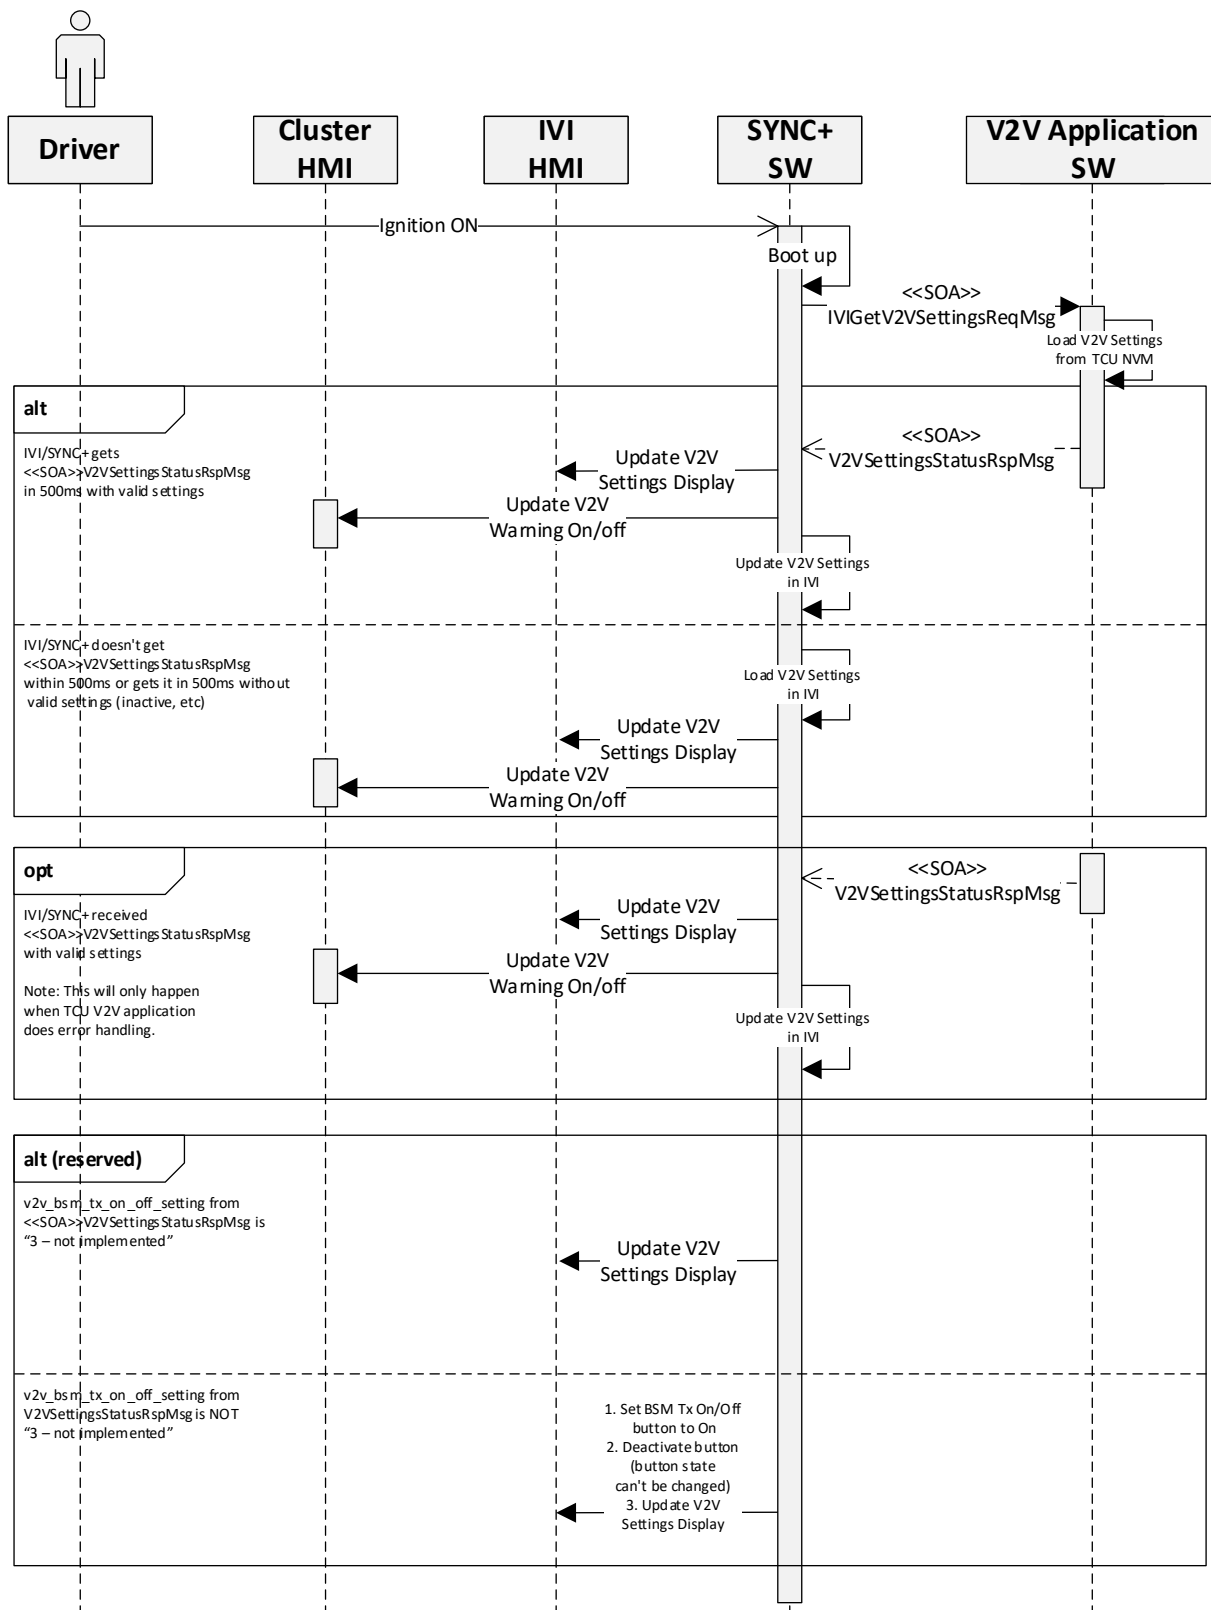 Driver
Cluster
HMI
IVI
HMI
SYNC+
SW
V2V Application
SW
Ignition ON
Boot up
<<SOA>>
IVIGetV2VSettingsReqMsg
Load V2V Settings
from TCU NVM
alt
IVI/SYNC+ gets
<<SOA>>V2VSettingsStatusRspMsg
in 500ms with valid settings
<<SOA>>
V2VSettingsStatusRspMsg
Update V2V
Settings Display
Update V2V
Warning On/off
Update V2V Settings
in IVI
IVI/SYNC+ doesn't get
<<SOA>>V2VSettingsStatusRspMsg
within 500ms or gets it in 500ms without
valid settings (inactive, etc)
Load V2V Settings
in IVI
Update V2V
Settings Display
Update V2V
Warning On/off
opt
IVI/SYNC+ received
<<SOA>>V2VSettingsStatusRspMsg
with valid settings
Note: This will only happen
when TCU V2V application
does error handling.
<<SOA>>
V2VSettingsStatusRspMsg
Update V2V
Settings Display
Update V2V
Warning On/off
Update V2V Settings
in IVI
alt (reserved)
v2v_bsm_tx_on_off_setting from
<<SOA>>V2VSettingsStatusRspMsg is
“3 – not implemented”
Update V2V
Settings Display
v2v_bsm_tx_on_off_setting from
V2VSettingsStatusRspMsg is NOT
“3 – not implemented”
1. Set BSM Tx On/Off
button to On
2. Deactivate button
(button state
can't be changed)
3. Update V2V
Settings Display